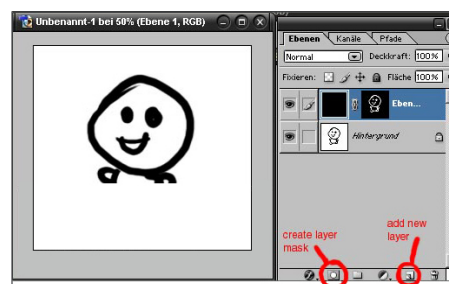 Unbenannt-1 bei 50% (Ebene 1, RGB)
Ebenen Kanäle Pfade
Normal Deckkraft: 100%
Fixieren: Fläche 100%
Eben...
Hintergrund
create layer
mask
add new
layer